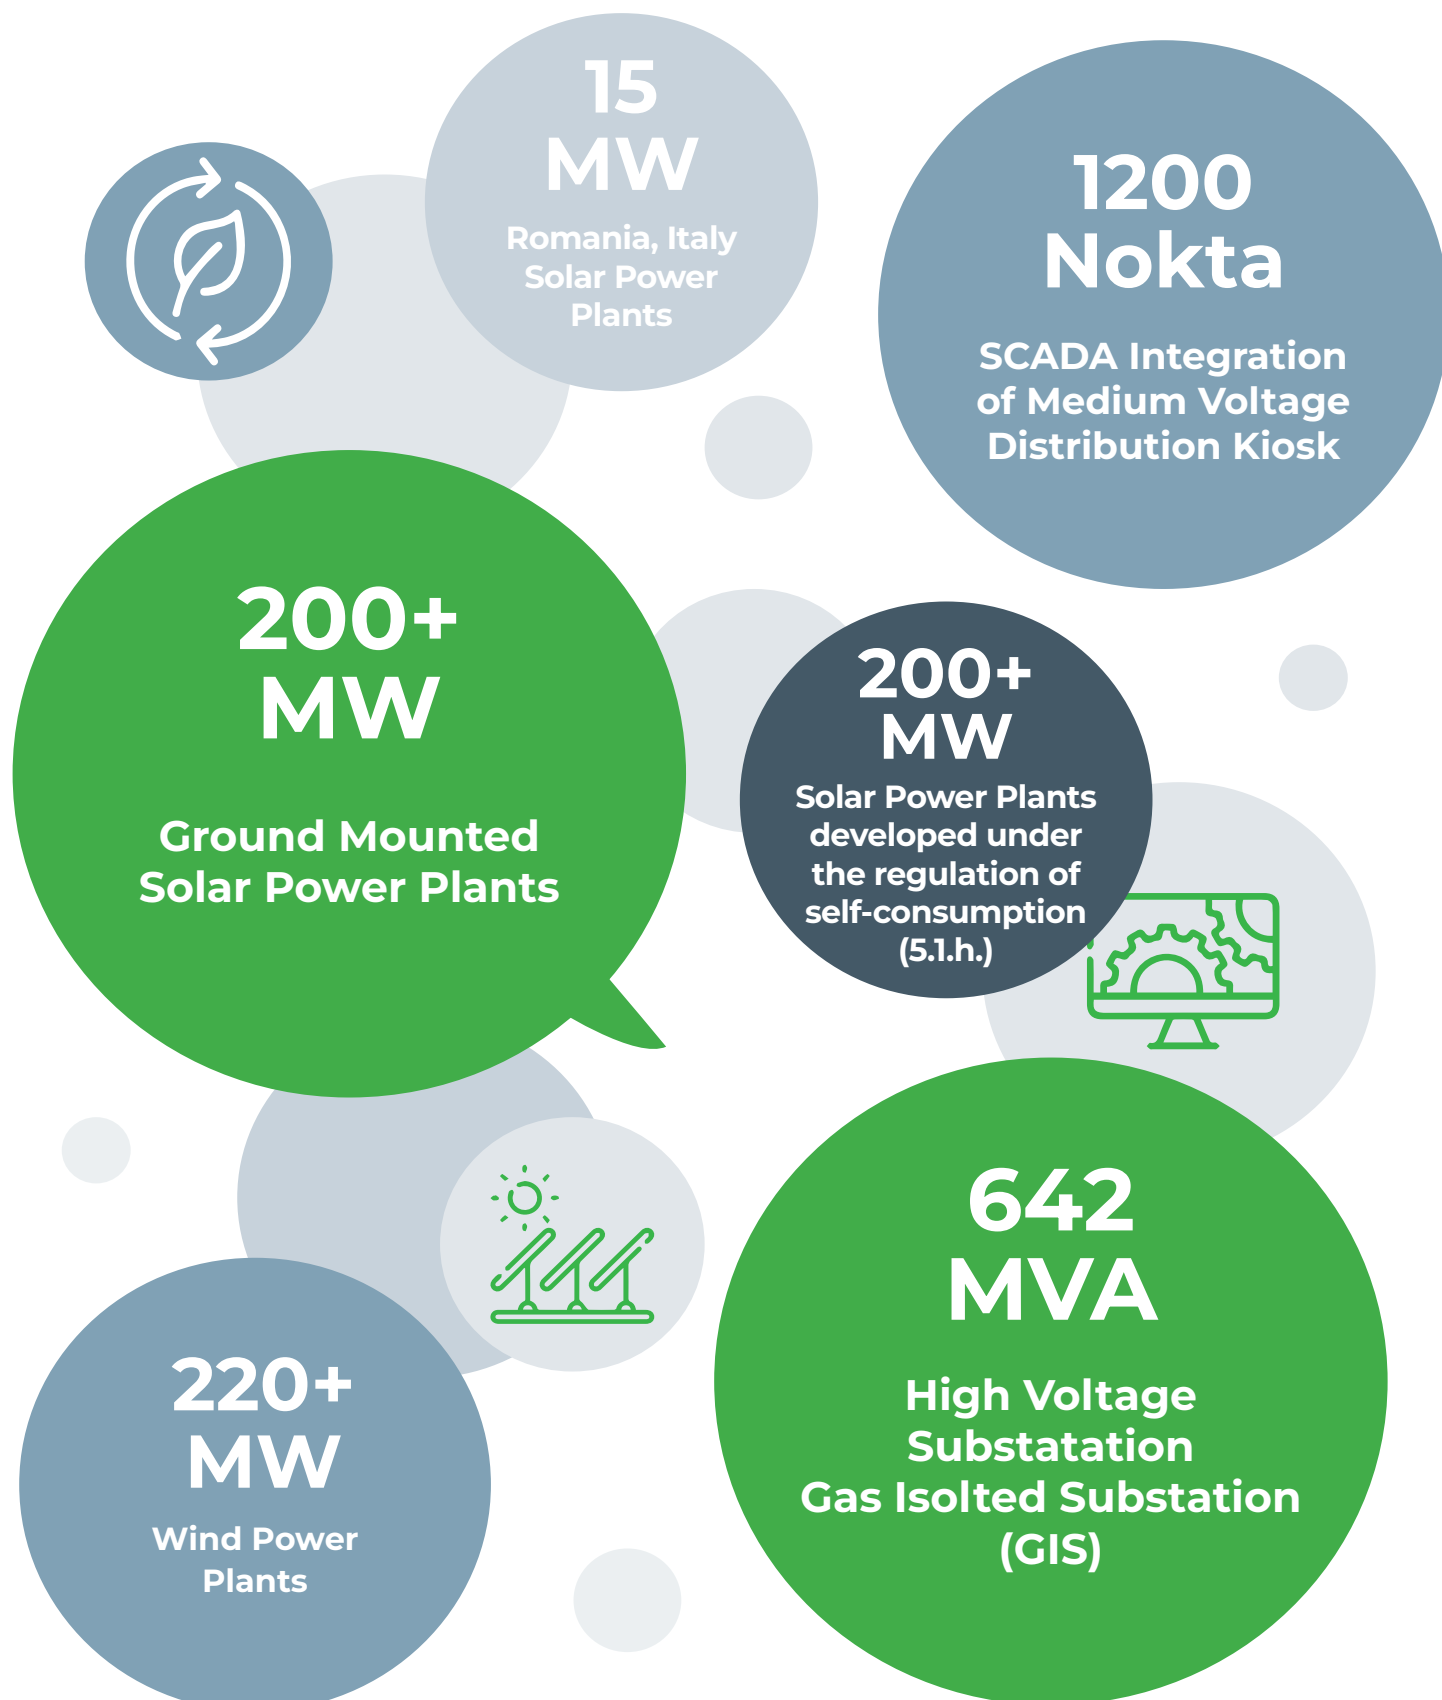 15
MW
Romania, Italy
Solar Power
Plants
1200
Nokta
SCADA Integration
of Medium Voltage
Distribution Kiosk
200+
MW
Ground Mounted
Solar Power Plants
200+
MW
Solar Power Plants
developed under
the regulation of
self-consumption
(5.1.h.)
642
MVA
High Voltage
Substatation
Gas Isolted Substation
(GIS)
220+
MW
Wind Power
Plants